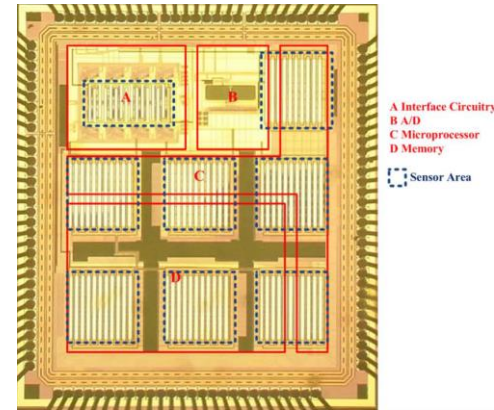 A
B
C
D
A Interface Circuitry
B A/D
C Microprocessor
D Memory
Sensor Area